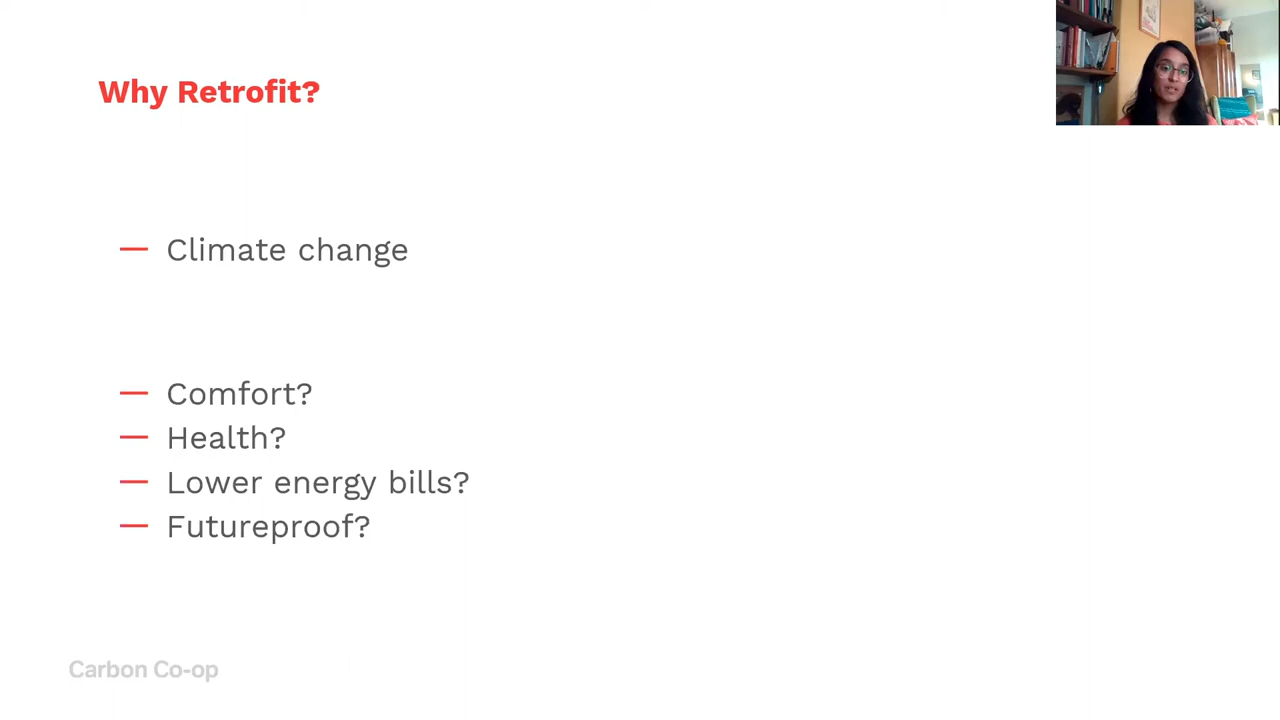 Why Retrofit?
— Climate change
— Comfort?
— Health?
— Lower energy bills?
— Futureproof?
Carbon Co-op